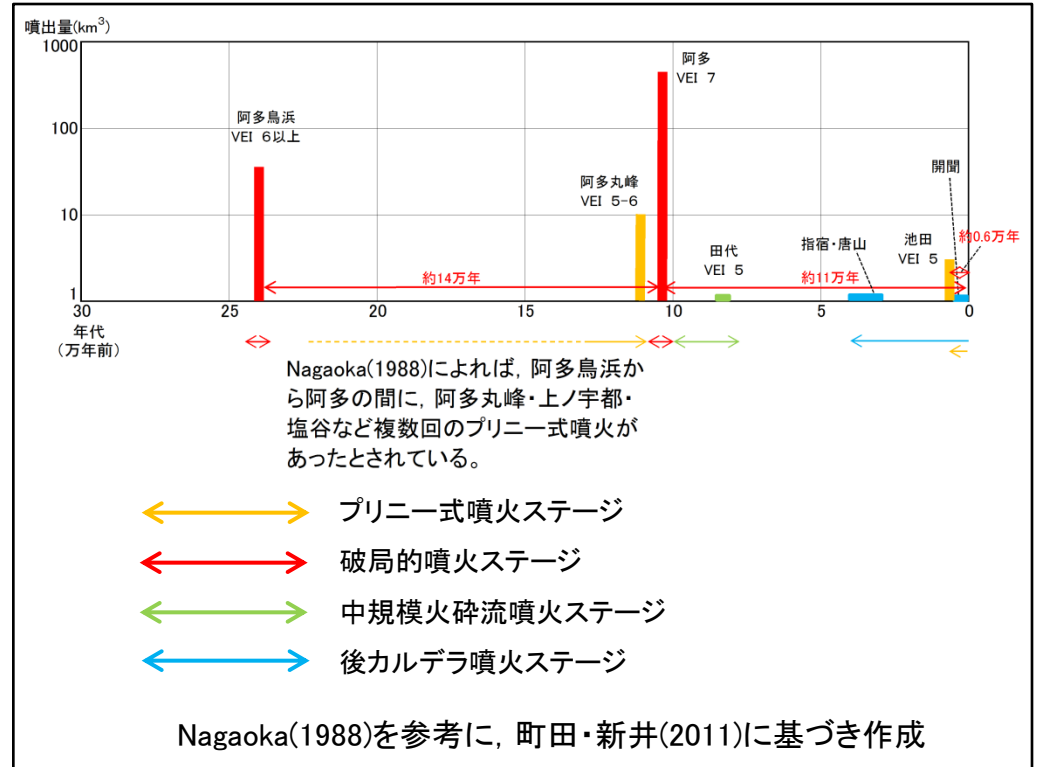 噴出量(km³)
1000
100
10
1
阿多鳥浜
VEI 6以上
阿多丸峰
VEI 5-6
阿多
VEI 7
田代
VEI 5
指宿・唐山
池田
VEI 5
開聞
約0.6万年
約14万年
約11万年
30
25
20
15
10
5
0
年代
(万年前)
Nagaoka(1988)によれば, 阿多鳥浜か
ら阿多の間に, 阿多丸峰・上ノ宇都・
塩谷など複数回のプリニー式噴火が
あったとされている。
プリニー式噴火ステージ
破局的噴火ステージ
中規模火砕流噴火ステージ
後カルデラ噴火ステージ
Nagaoka(1988)を参考に, 町田・新井(2011)に基づき作成